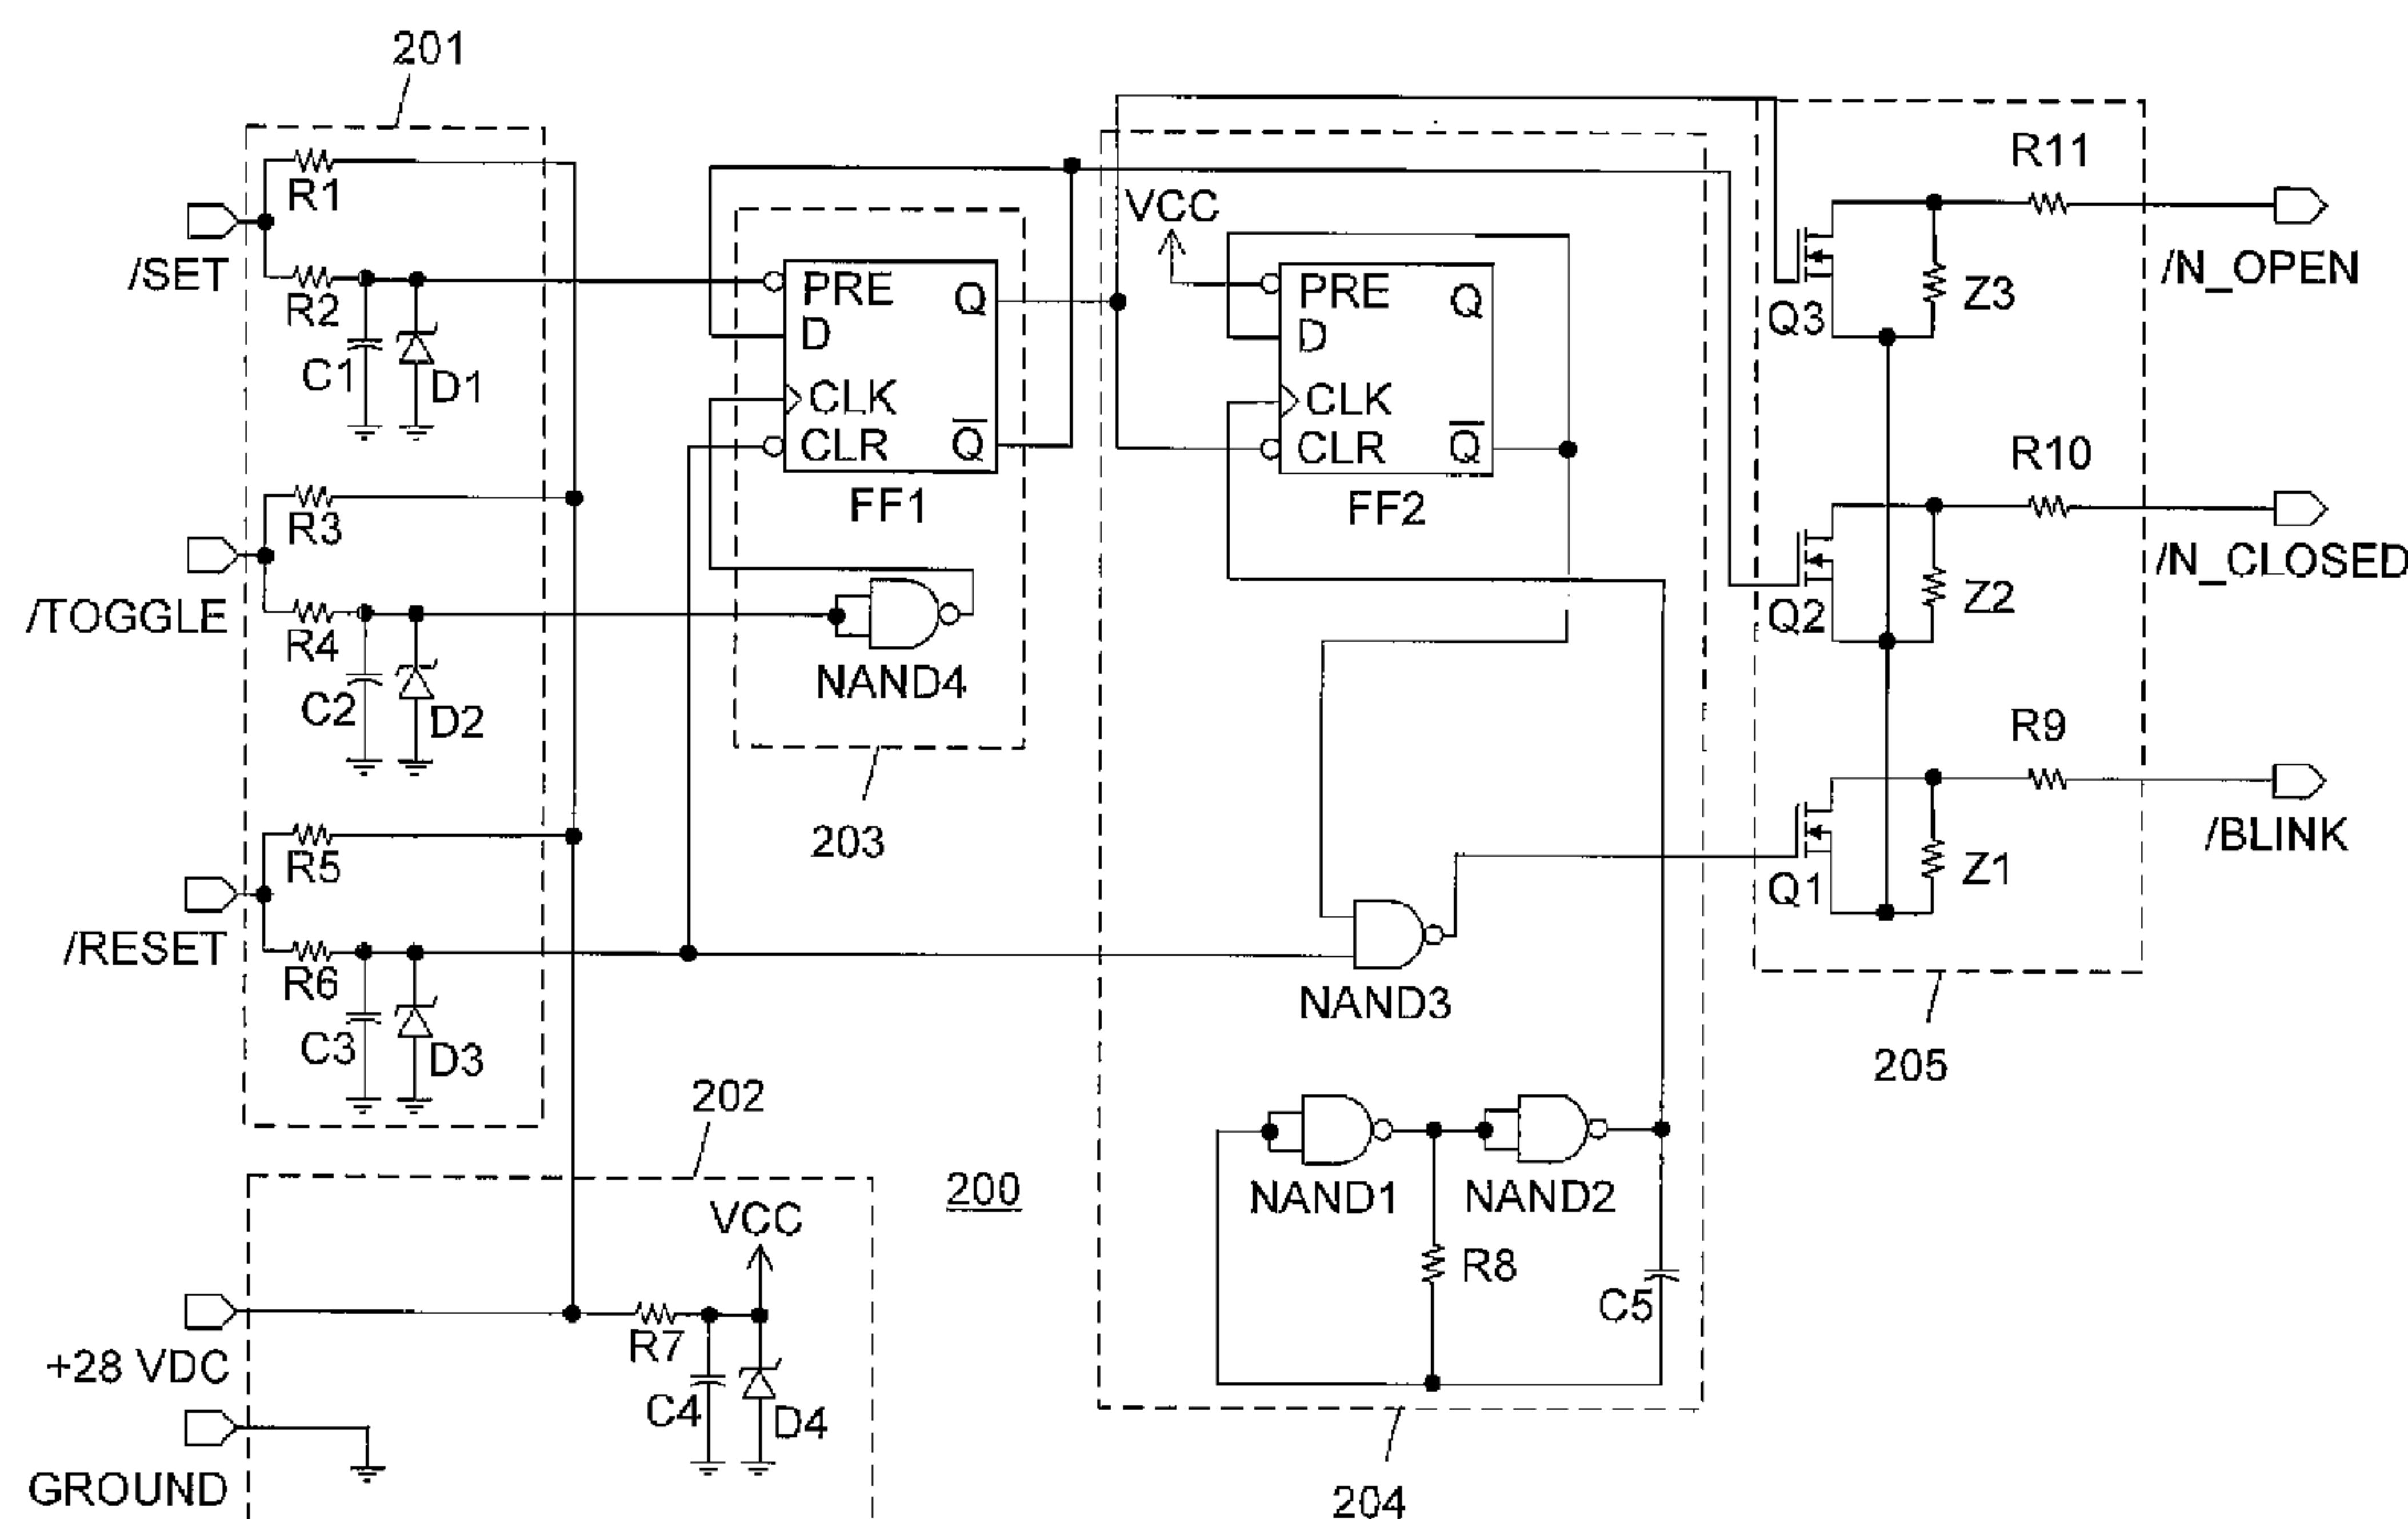 201
R1
/SET
R2
C1
D1
R3
/TOGGLE
R4
C2
D2
R5
/RESET
R6
C3
D3
202
VCC
+28 VDC
R7
C4
D4
GROUND
200
PRE
D
CLK
CLR
Q
Q
FF1
NAND4
203
VCC
PRE
D
CLK
CLR
Q
Q
FF2
NAND3
NAND1
NAND2
R8
C5
204
R11
/N_OPEN
Q3
Z3
R10
/N_CLOSED
Q2
Z2
R9
/BLINK
Q1
Z1
205